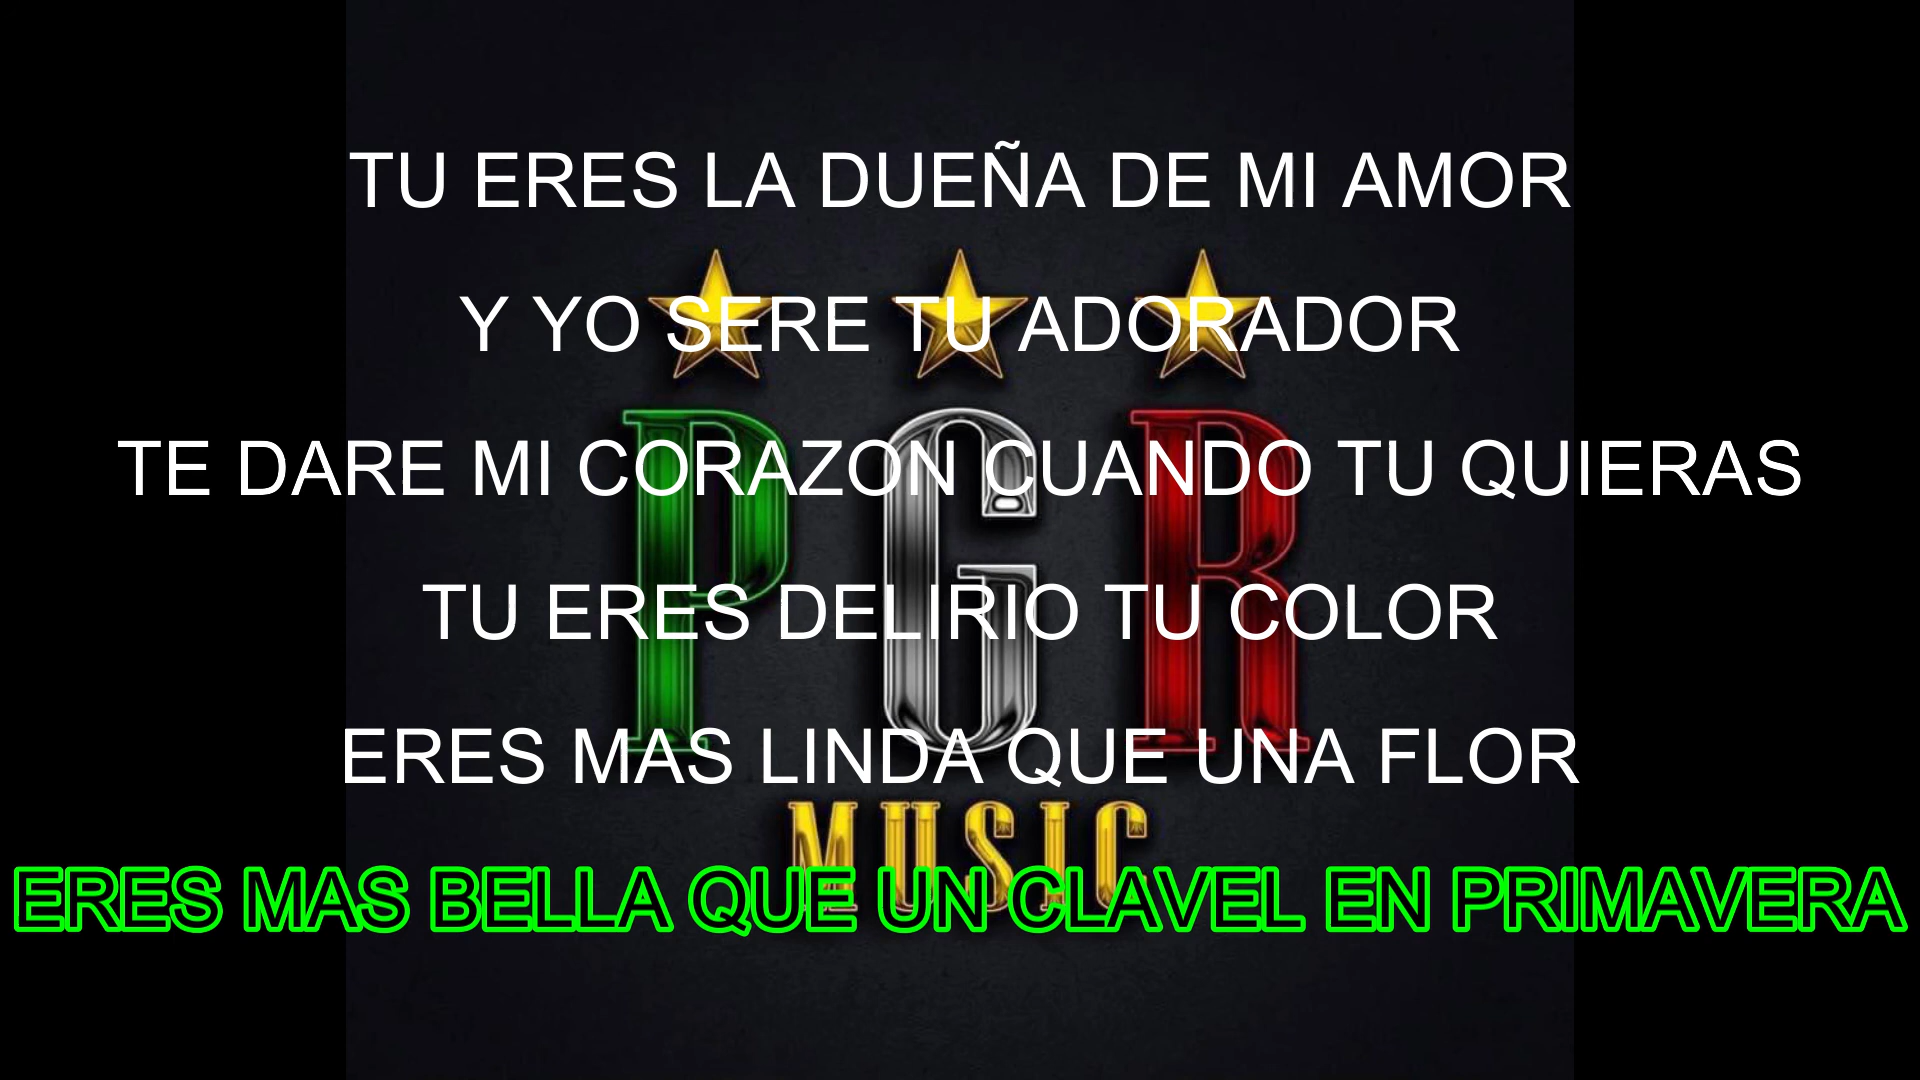 TU ERES LA DUEÑA DE MI AMOR
Y YO SERE TU ADORADOR
TE DARE MI CORAZON CUANDO TU QUIERAS
PGR
TU ERES DELIRIO TU COLOR
ERES MAS LINDA QUE UNA FLOR
MUSIC
ERES MAS BELLA QUE UN CLAVEL EN PRIMAVERA